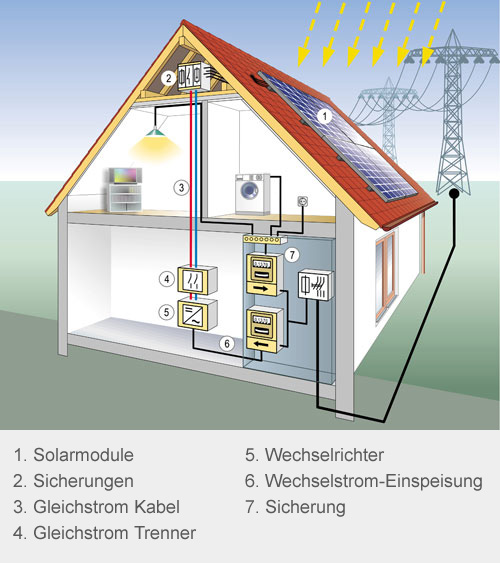 2
1
3
7
4
5
6
1. Solarmodule
2. Sicherungen
3. Gleichstrom Kabel
4. Gleichstrom Trenner
5. Wechselrichter
6. Wechselstrom-Einspeisung
7. Sicherung